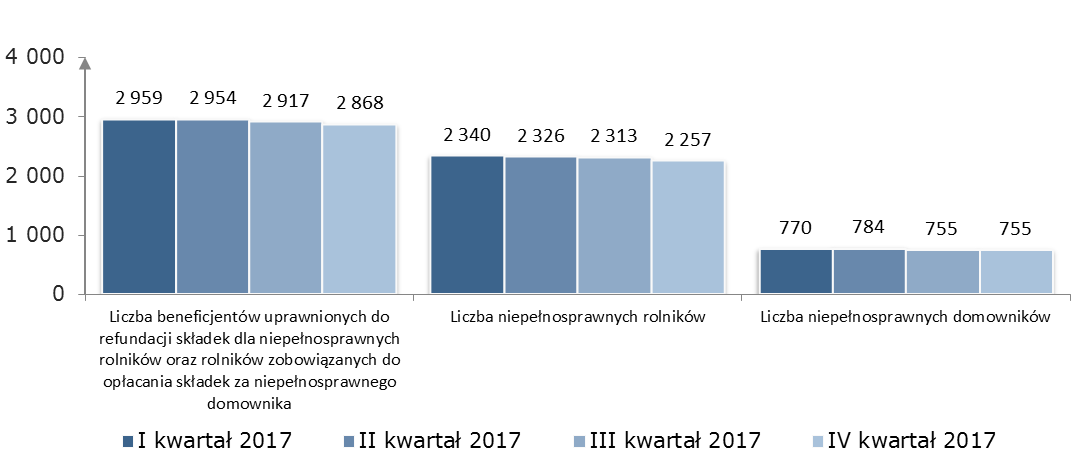 4 000
3 000
2 000
1 000
0
2 959
2 954
2 917
2 868
2 340
2 326
2 313
2 257
770
784
755
755
Liczba beneficjentów uprawnionych do
refundacji składek dla niepełnosprawnych
rolników oraz rolników zobowiązanych do
opłacania składek za niepełnosprawnego
domownika
Liczba niepełnosprawnych rolników
Liczba niepełnosprawnych domowników
I kwartał 2017
II kwartał 2017
III kwartał 2017
IV kwartał 2017